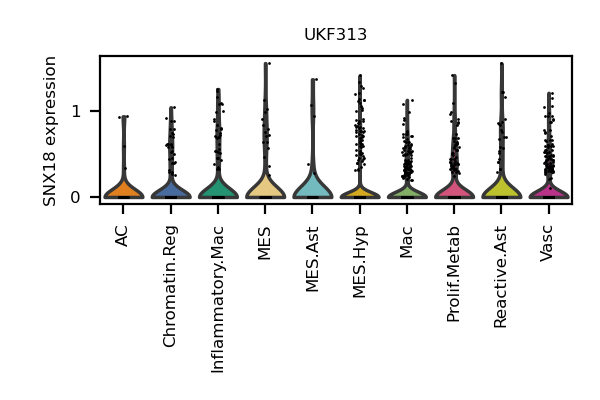 UKF313
SNX18 expression
1
0
AC
Chromatin.Reg
Inflammatory.Mac
MES
MES.Ast
MES.Hyp
Mac
Prolif.Metab
Reactive.Ast
Vasc